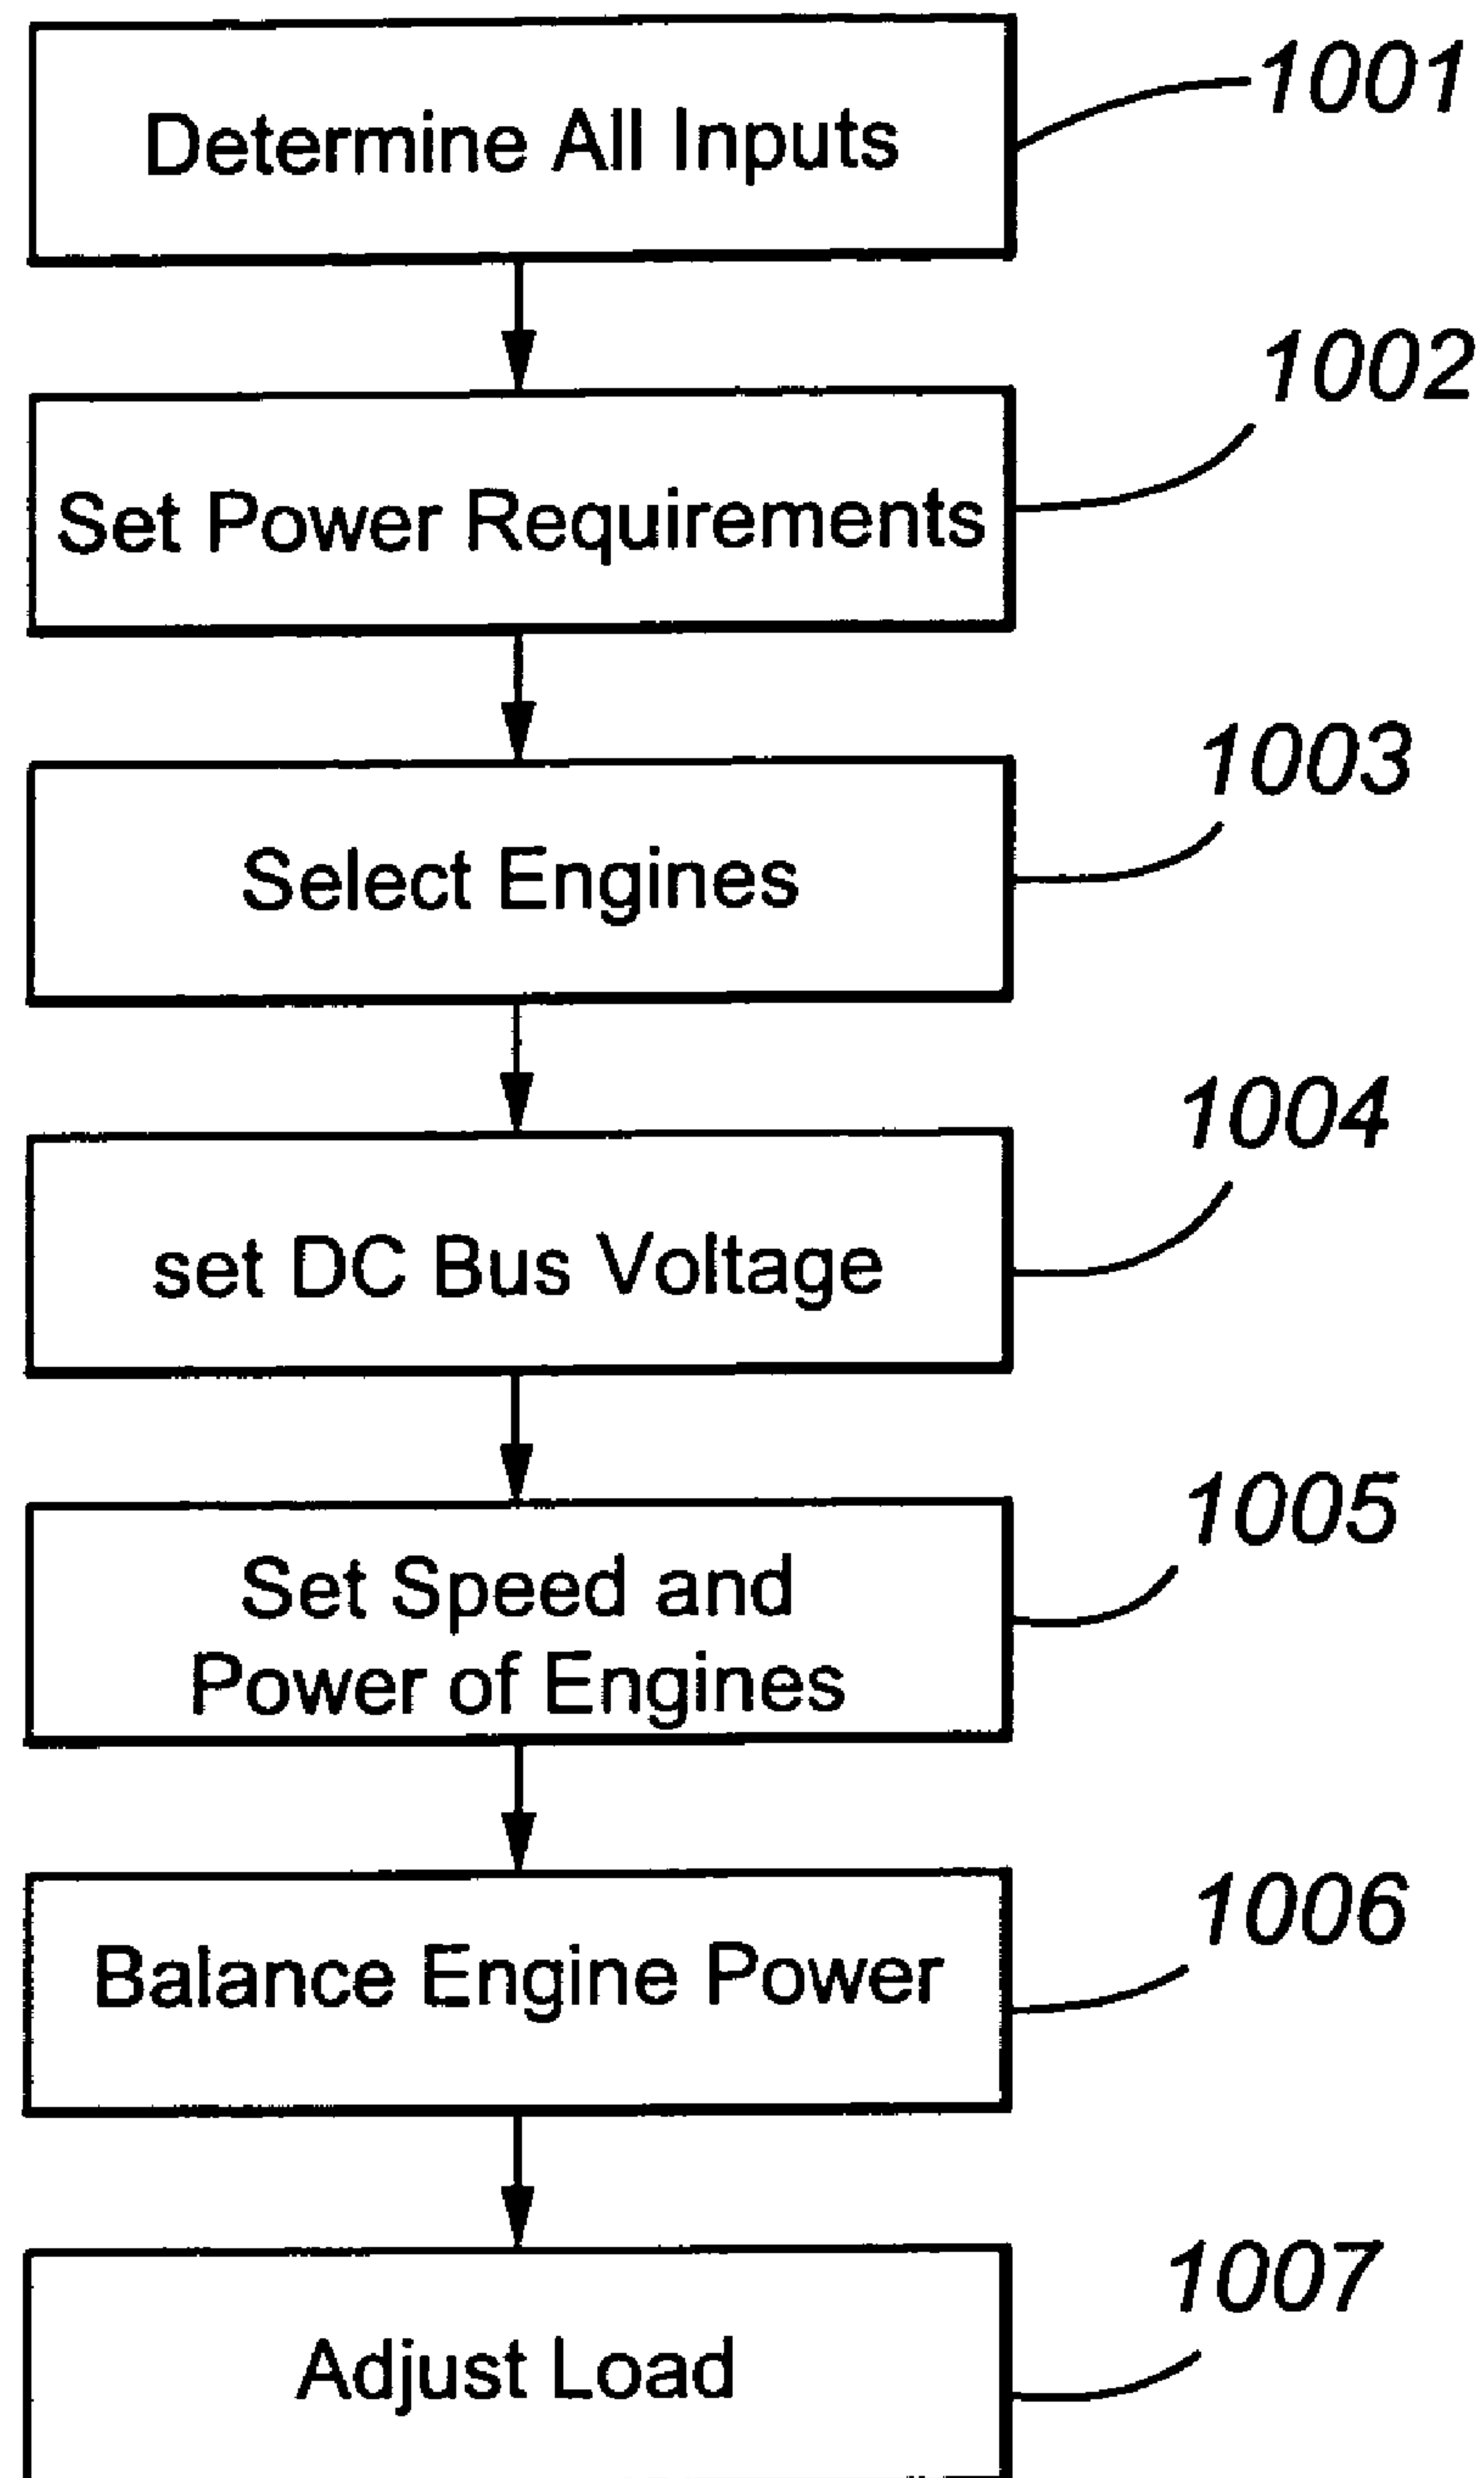 Determine All Inputs
1001
Set Power Requirements
1002
Select Engines
1003
set DC Bus Voltage
1004
Set Speed and
Power of Engines
1005
Balance Engine Power
1006
Adjust Load
1007